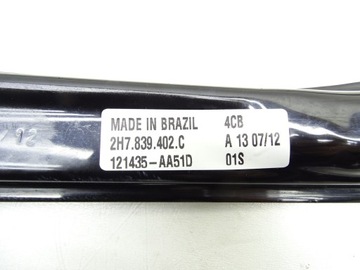 MADE IN BRAZIL 4CB
2H7.839.402.C A 13 07/12
121435-AA51D 01S